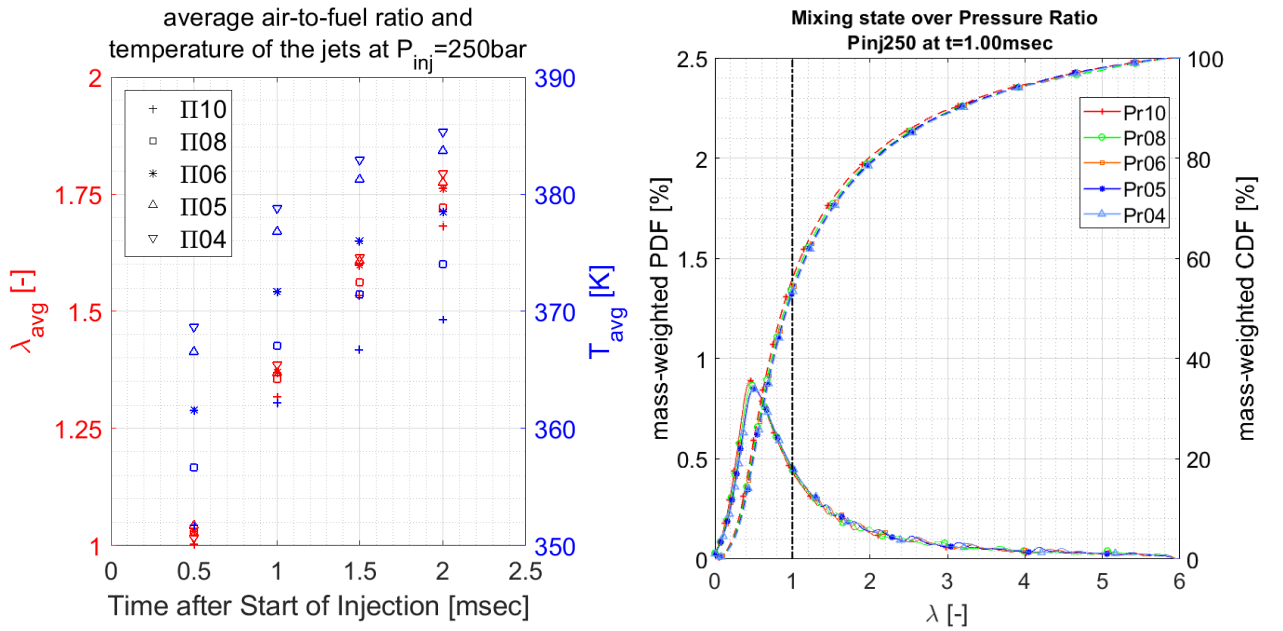 average air-to-fuel ratio and
temperature of the jets at P_inj=250bar
2
1.75
1.5
1.25
1
λ_avg [-]
390
380
370
360
350
T_avg [K]
Π10
Π08
Π06
Π05
Π04
0 0.5 1 1.5 2 2.5
Time after Start of Injection [msec]
Mixing state over Pressure Ratio
Pinj250 at t=1.00msec
2.5
2
1.5
1
0.5
0
mass-weighted PDF [%]
100
80
60
40
20
0
mass-weighted CDF [%]
Pr10
Pr08
Pr06
Pr05
Pr04
0 1 2 3 4 5 6
λ [-]